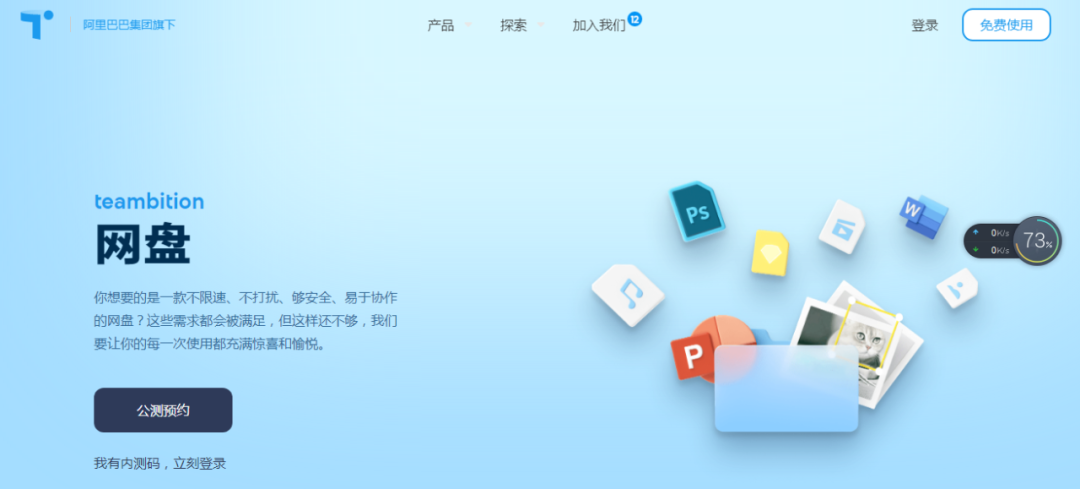 阿里巴巴集团旗下
产品
探索
加入我们
12
登录
免费使用
teambition
网盘
你想要的是一款不限速、不打扰、够安全、易于协作
的网盘？这些需求都会被满足，但这样还不够，我们
要让你的每一次使用都充满惊喜和愉悦。
公测预约
我有内测码，立刻登录
Ps
W
P
0K/s
0K/s
73%